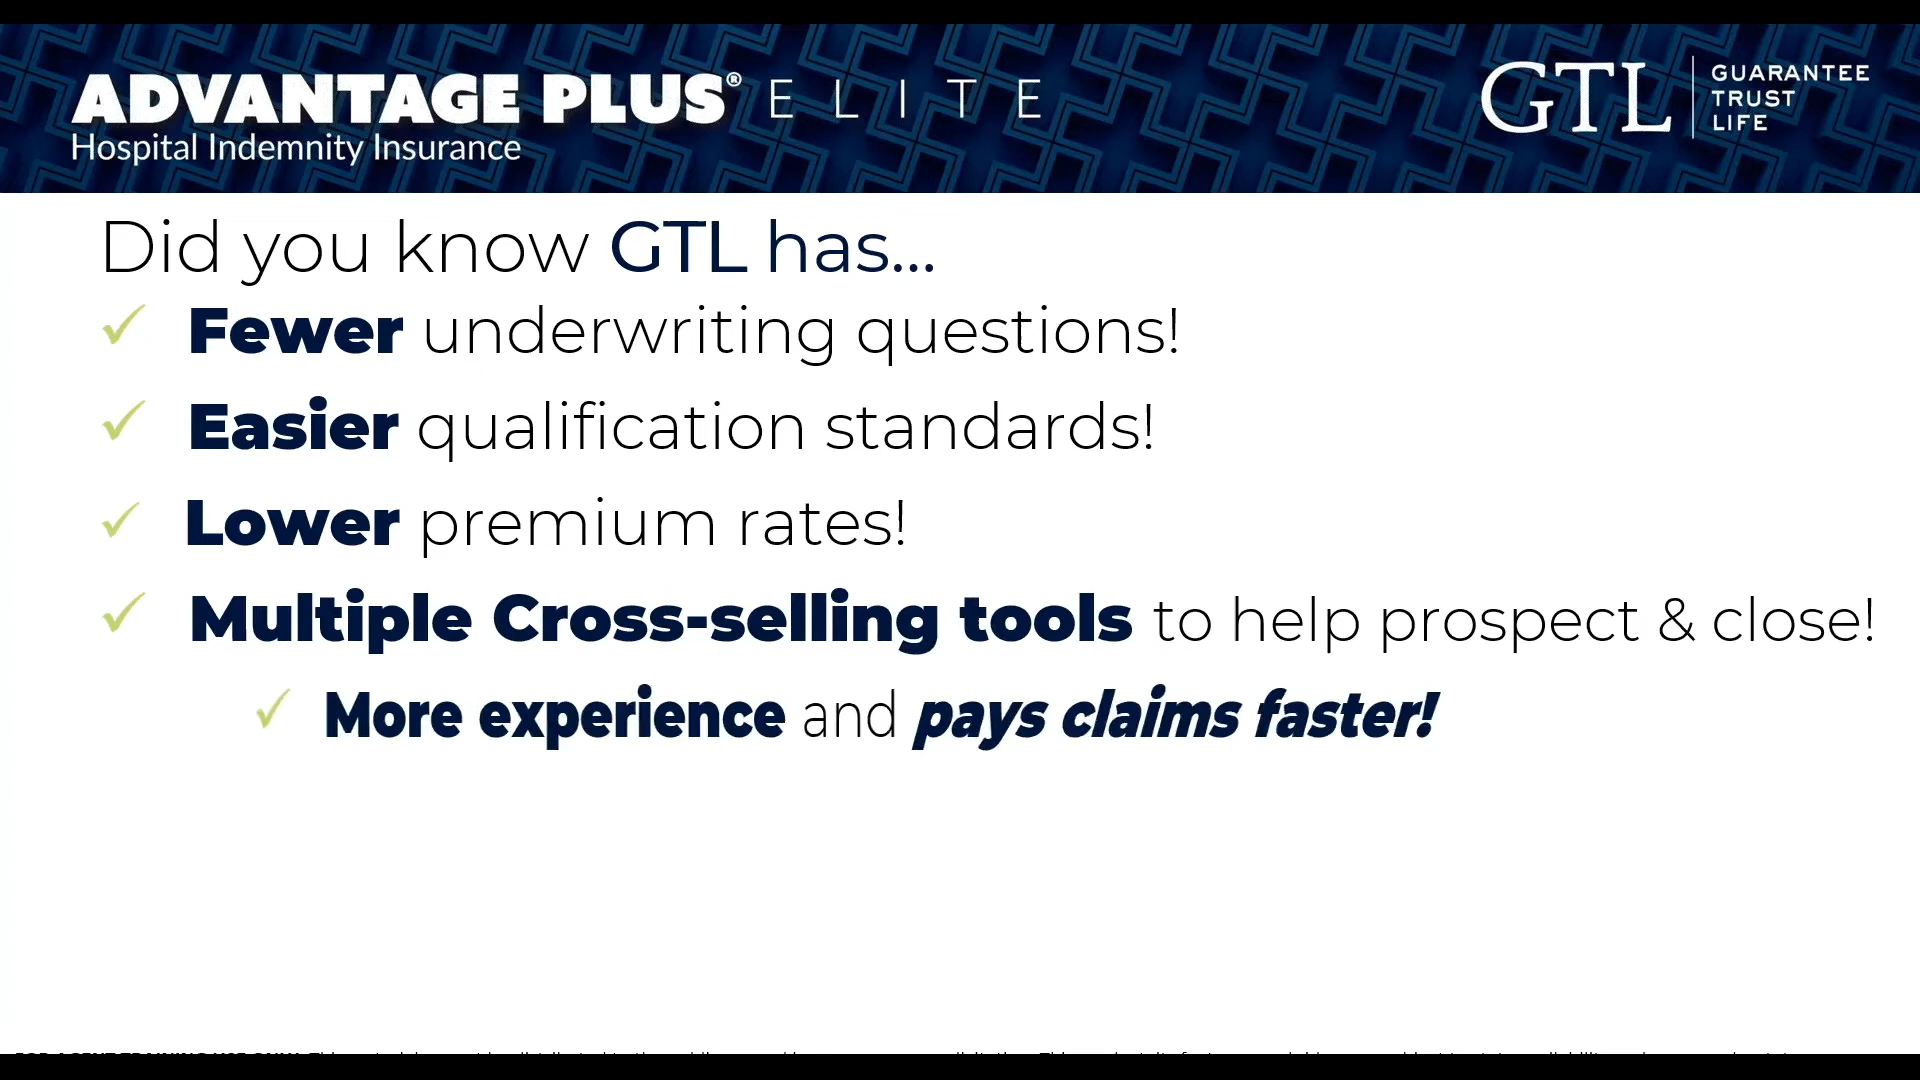 ADVANTAGE PLUS® ELITE
Hospital Indemnity Insurance
GTL
GUARANTEE
TRUST
LIFE
Did you know GTL has...
✓ Fewer underwriting questions!
✓ Easier qualification standards!
✓ Lower premium rates!
✓ Multiple Cross-selling tools to help prospect & close!
✓ More experience and pays claims faster!